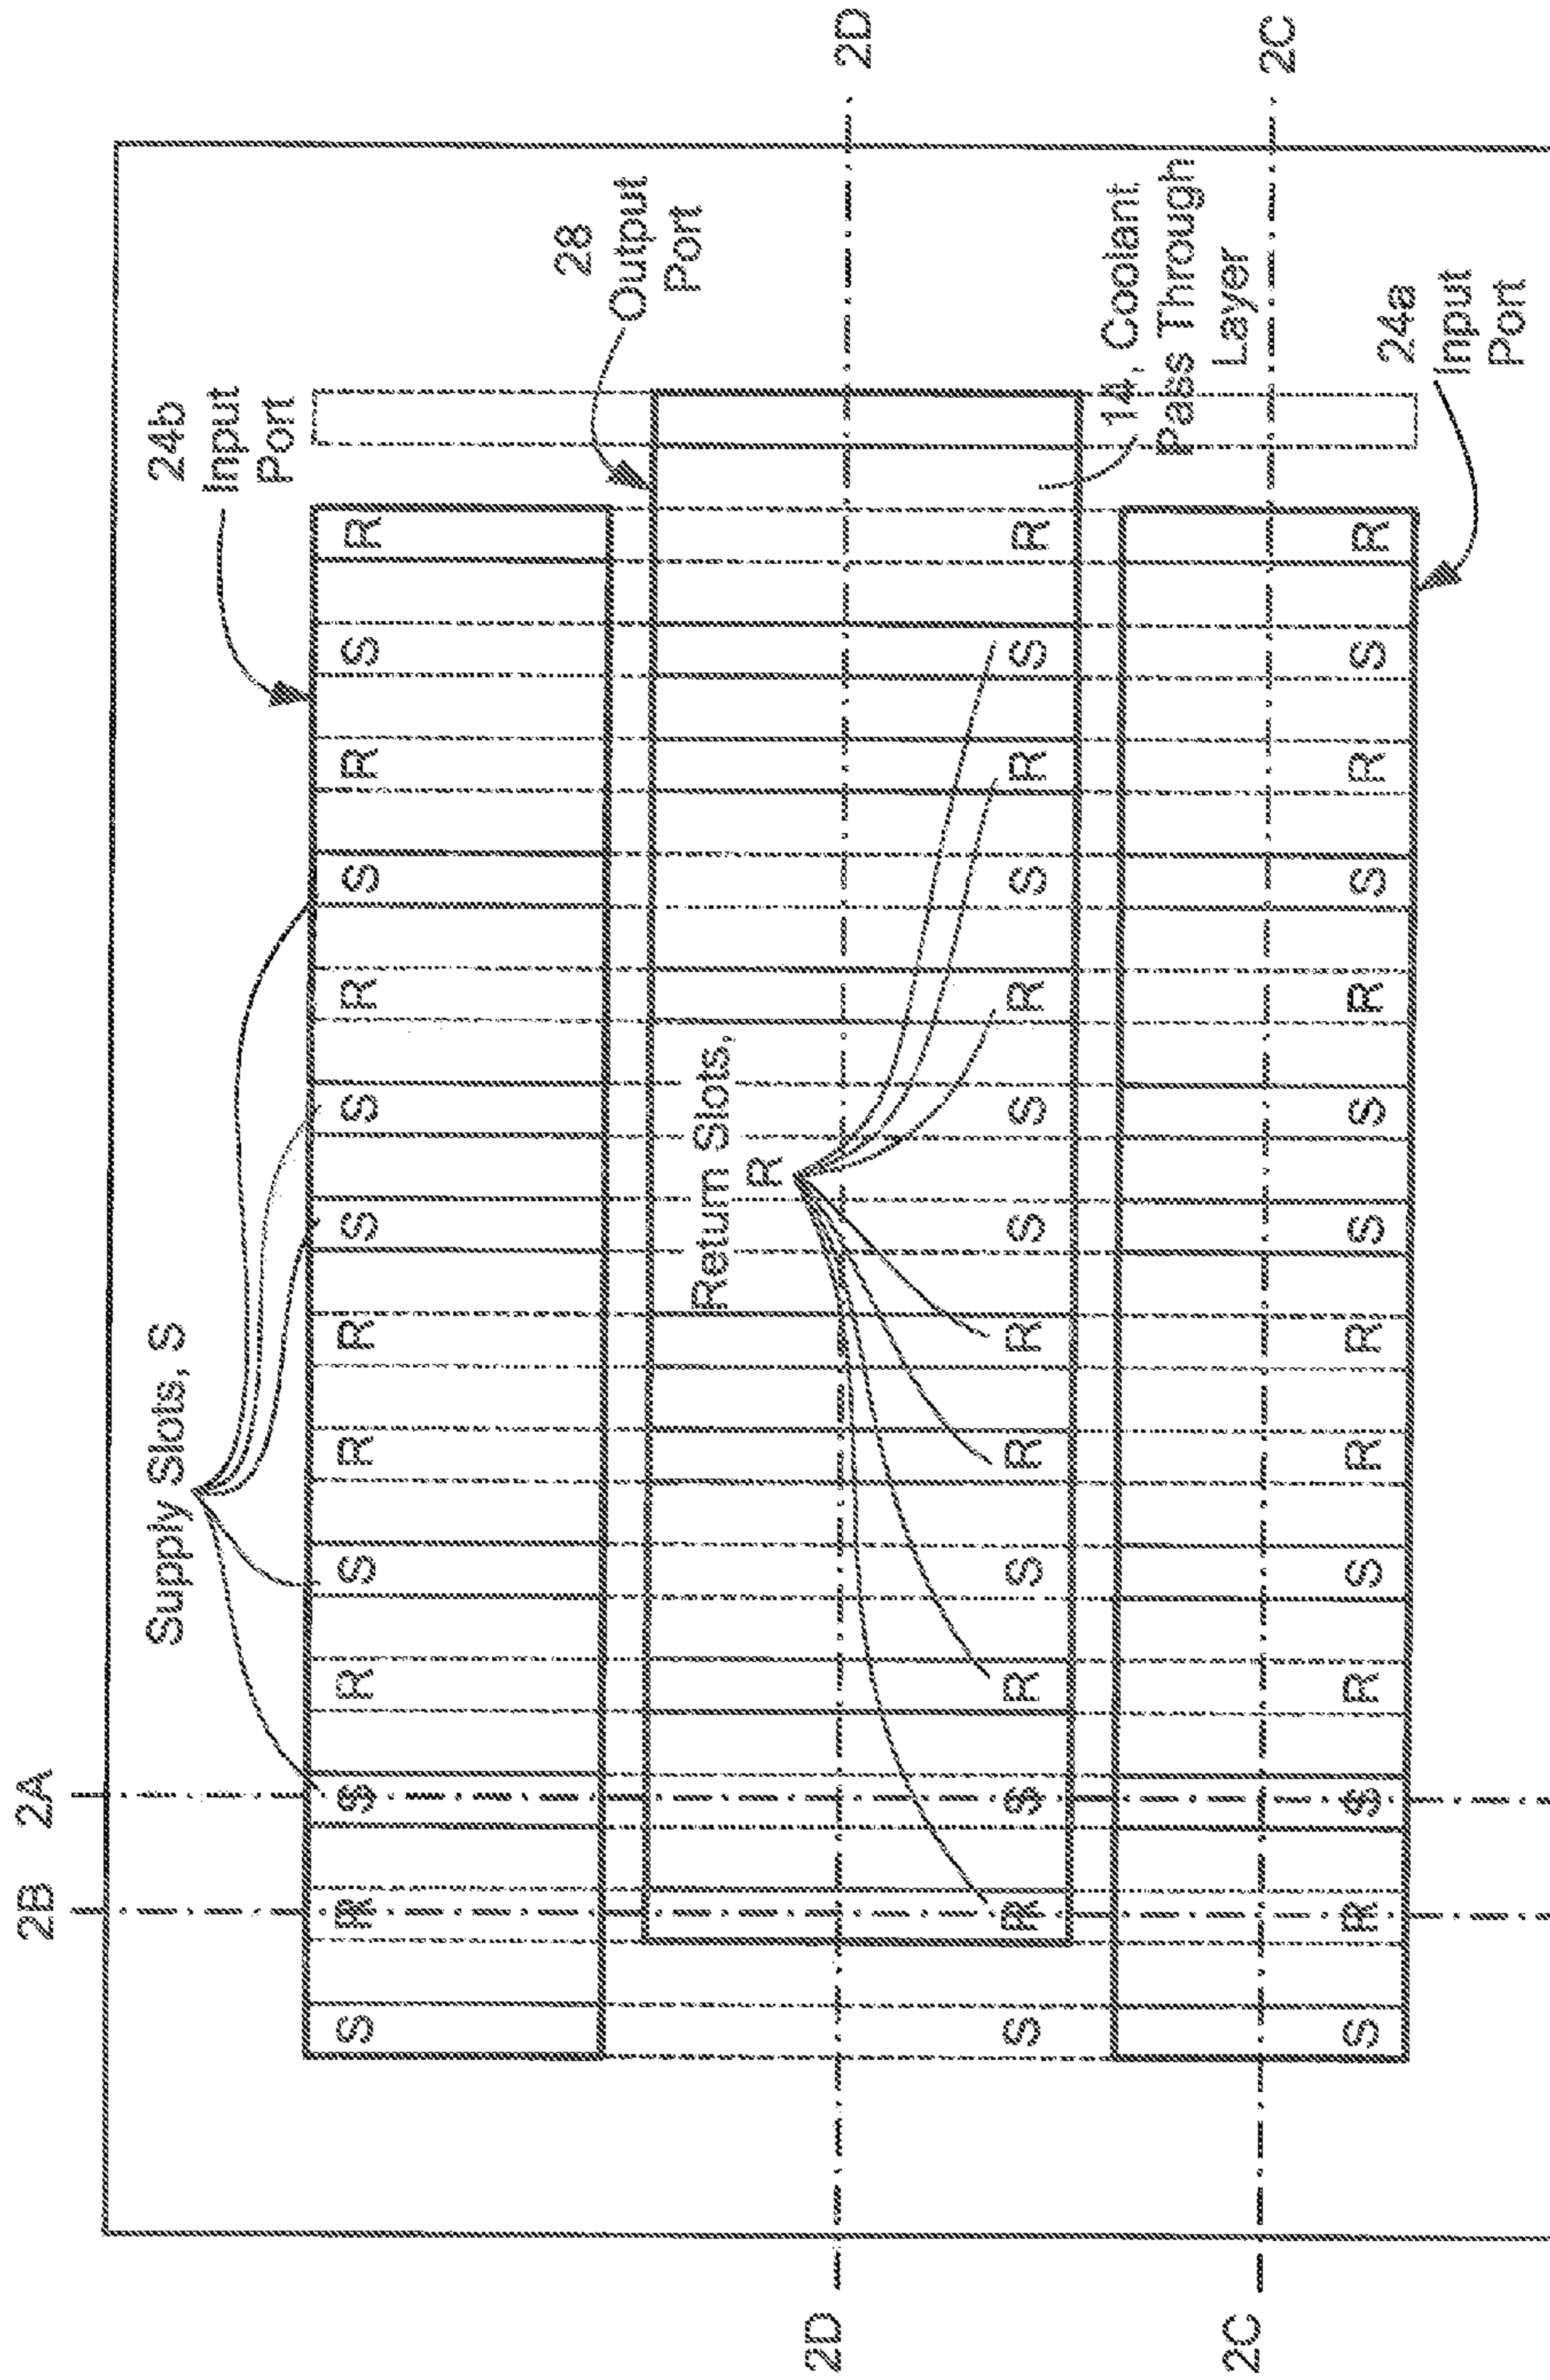 2B 2A
Supply Slots, S
24b
Input
Port
S R S R S R R S S R S R S R
28
Output
Port
Return Slots,
R
2D 2D
S R S R S R R S S R S R S R
14, Coolant
Pass Through
Layer
2C 2C
S R S R S R R S S R S R S R
24a
Input
Port